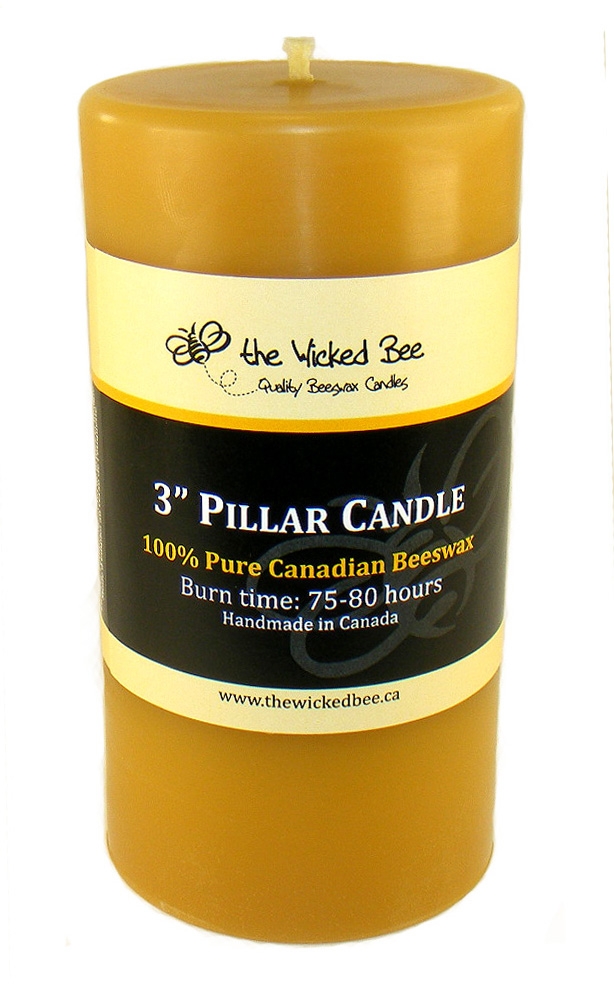 the Wicked Bee
Quality Beeswax Candles
3” PILLAR CANDLE
100% Pure Canadian Beeswax
Burn time: 75-80 hours
Handmade in Canada
www.thewickedbee.ca